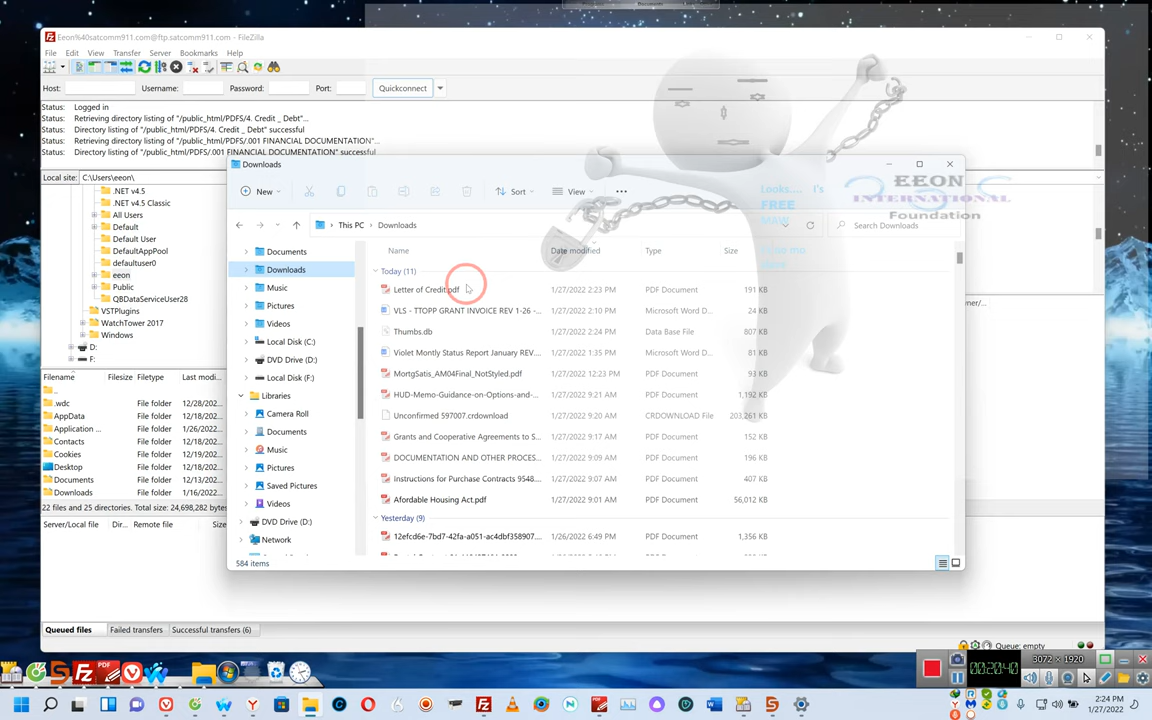 Eeon%40satcomm911.com@ftp.satcomm911.com - FileZilla
File Edit View Transfer Server Bookmarks Help
Host: Username: Password: Port: Quickconnect
Status: Logged in
Status: Retrieving directory listing of "/public_html/PDFS/4. Credit _ Debt"...
Status: Directory listing of "/public_html/PDFS/4. Credit _ Debt" successful
Status: Retrieving directory listing of "/public_html/PDFS/.001 FINANCIAL DOCUMENTATION"...
Status: Directory listing of "/public_html/PDFS/.001 FINANCIAL DOCUMENTATION" successful
Local site: C:\Users\eeon\
.NET v4.5
.NET v4.5 Classic
All Users
Default
Default User
DefaultAppPool
defaultuser0
eeon
Public
QBDataServiceUser28
VSTPlugins
WatchTower 2017
Windows
D:
F:
Filename Filesize Filetype Last modi...
..
.wdc File folder 12/28/202...
AppData File folder 12/18/202...
Application ... File folder 1/26/2022...
Contacts File folder 12/18/202...
Cookies File folder 12/19/202...
Desktop File folder 12/18/202...
Documents File folder 12/13/202...
Downloads File folder 1/16/2022...
22 files and 25 directories. Total size: 24,698,282 bytes
Server/Local file Dir... Remote file Size
Queued files Failed transfers Successful transfers (6)
Queue: empty
Downloads
New Sort View
This PC Downloads
Search Downloads
Looks.... I's
FREE
EEON
INTERNATIONAL
Foundation
Documents
Downloads
Music
Pictures
Videos
Local Disk (C:)
DVD Drive (D:)
Local Disk (F:)
Libraries
Camera Roll
Documents
Music
Pictures
Saved Pictures
Videos
DVD Drive (D:)
Network
Name Date modified Type Size
Today (11)
Letter of Credit.pdf 1/27/2022 2:23 PM PDF Document 191 KB
VLS - TTOPP GRANT INVOICE REV 1-26 -... 1/27/2022 2:10 PM Microsoft Word D... 24 KB
Thumbs.db 1/27/2022 2:24 PM Data Base File 807 KB
Violet Montly Status Report January REV.... 1/27/2022 1:35 PM Microsoft Word D... 81 KB
MortgSatis_AM04Final_NotStyled.pdf 1/27/2022 12:23 PM PDF Document 93 KB
HUD-Memo-Guidance-on-Options-and-... 1/27/2022 9:21 AM PDF Document 1,192 KB
Unconfirmed 597007.crdownload 1/27/2022 9:20 AM CRDOWNLOAD File 203,261 KB
Grants and Cooperative Agreements to S... 1/27/2022 9:17 AM PDF Document 152 KB
DOCUMENTATION AND OTHER PROCES... 1/27/2022 9:09 AM PDF Document 196 KB
Instructions for Purchase Contracts 9548.... 1/27/2022 9:07 AM PDF Document 407 KB
Affordable Housing Act.pdf 1/27/2022 9:01 AM PDF Document 56,012 KB
Yesterday (9)
12efcd6e-7bd7-42fa-a051-ac4dbf358907.... 1/26/2022 6:49 PM PDF Document 1,356 KB
584 items
3072 × 1920
00:20:40
2:24 PM
1/27/2022